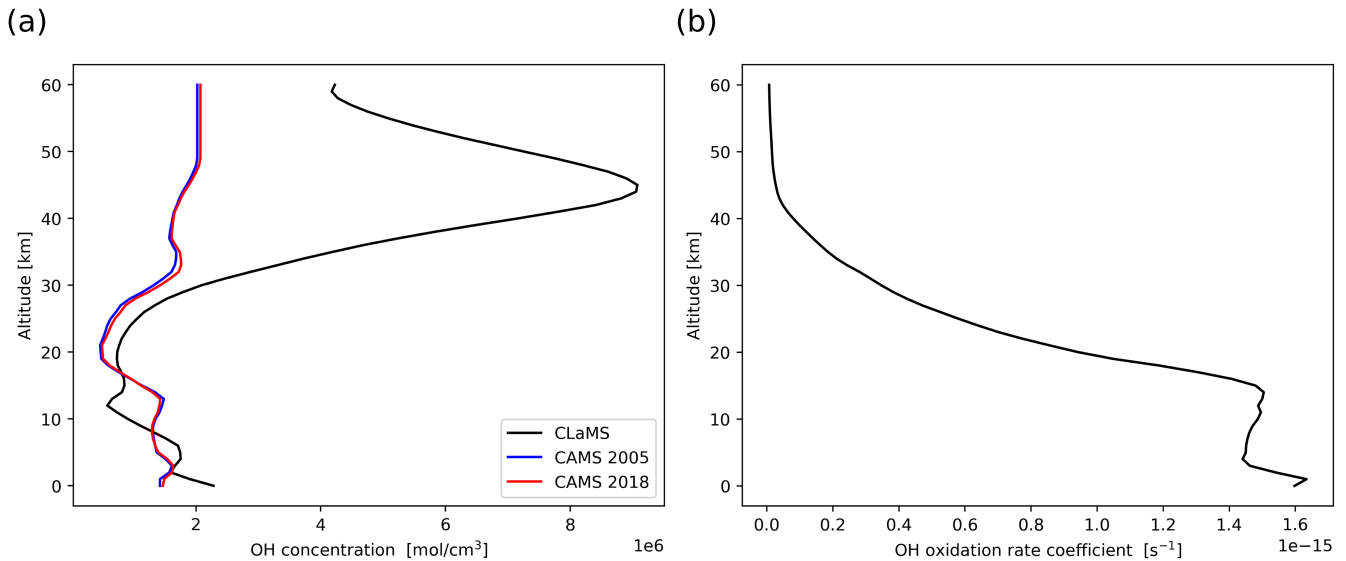 (a)
60
50
40
30
20
10
0
Altitude [km]
2 4 6 8
1e6
OH concentration [mol/cm³]
CLaMS
CAMS 2005
CAMS 2018
(b)
60
50
40
30
20
10
0
Altitude [km]
0.0 0.2 0.4 0.6 0.8 1.0 1.2 1.4 1.6
1e−15
OH oxidation rate coefficient [s⁻¹]